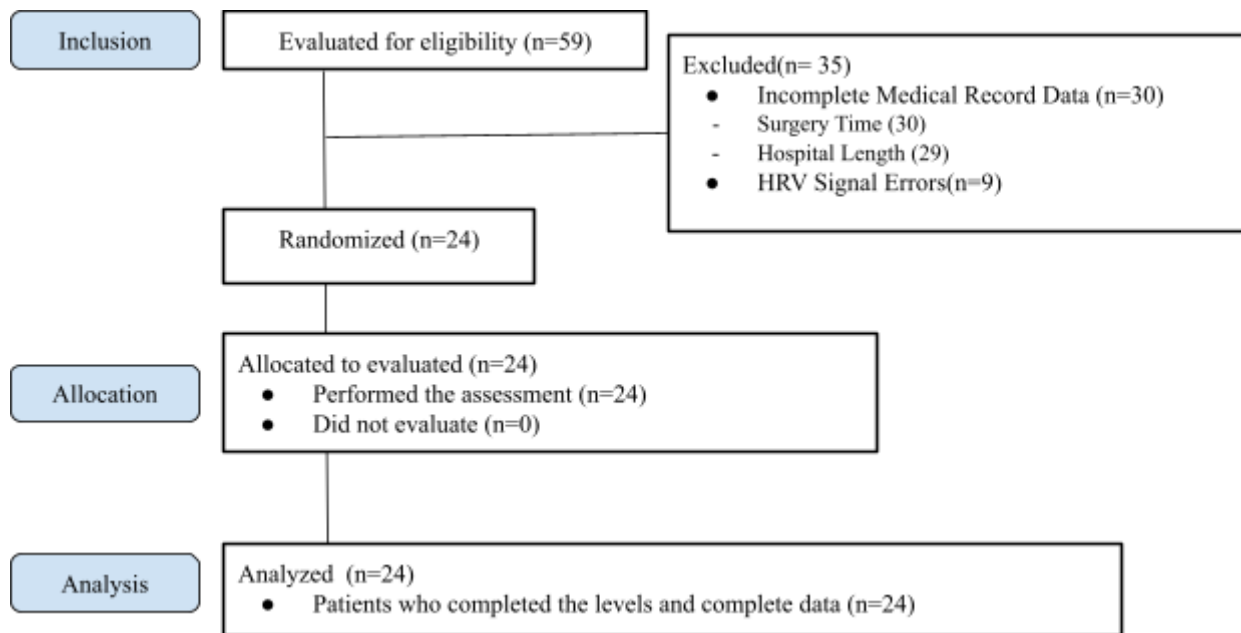 Inclusion
Evaluated for eligibility (n=59)
Excluded(n= 35)
● Incomplete Medical Record Data (n=30)
- Surgery Time (30)
- Hospital Length (29)
● HRV Signal Errors(n=9)
Randomized (n=24)
Allocation
Allocated to evaluated (n=24)
● Performed the assessment (n=24)
● Did not evaluate (n=0)
Analysis
Analyzed (n=24)
● Patients who completed the levels and complete data (n=24)